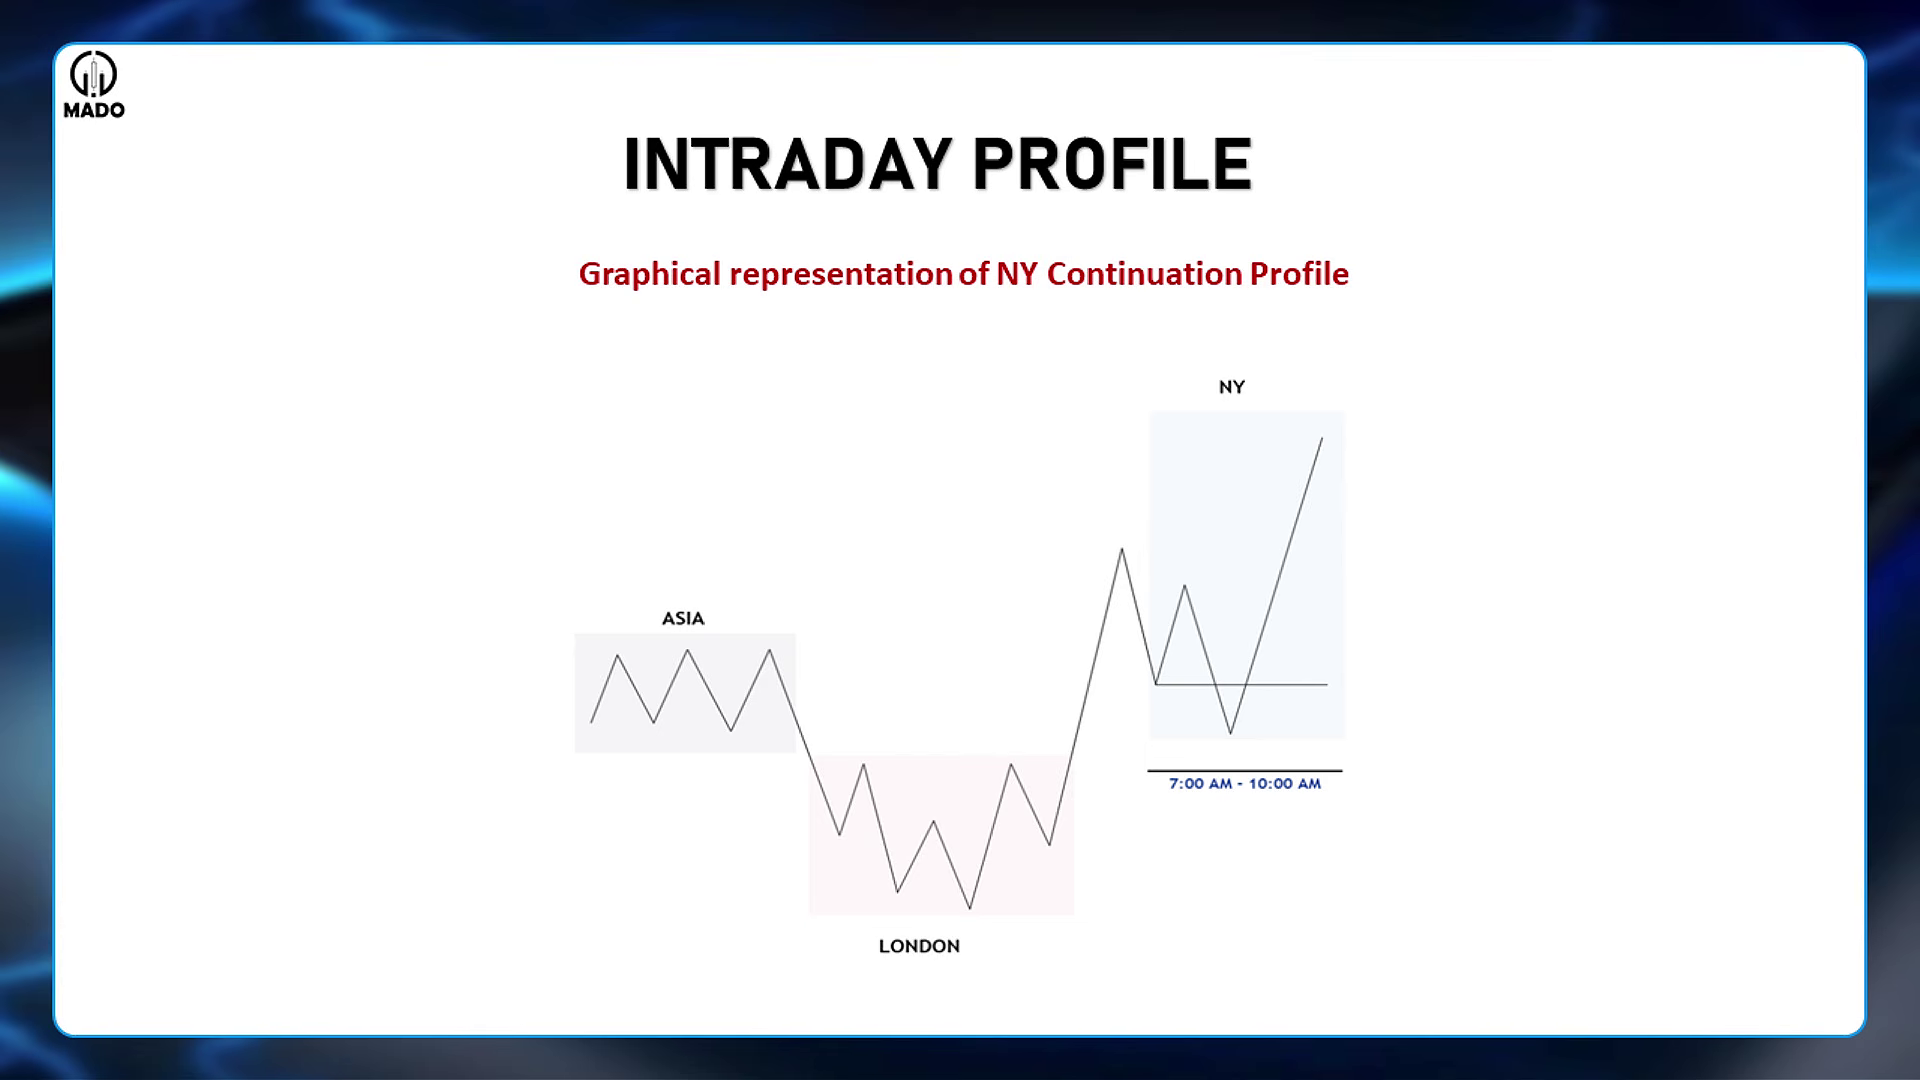 MADO
INTRADAY PROFILE
Graphical representation of NY Continuation Profile
NY
ASIA
7:00 AM - 10:00 AM
LONDON